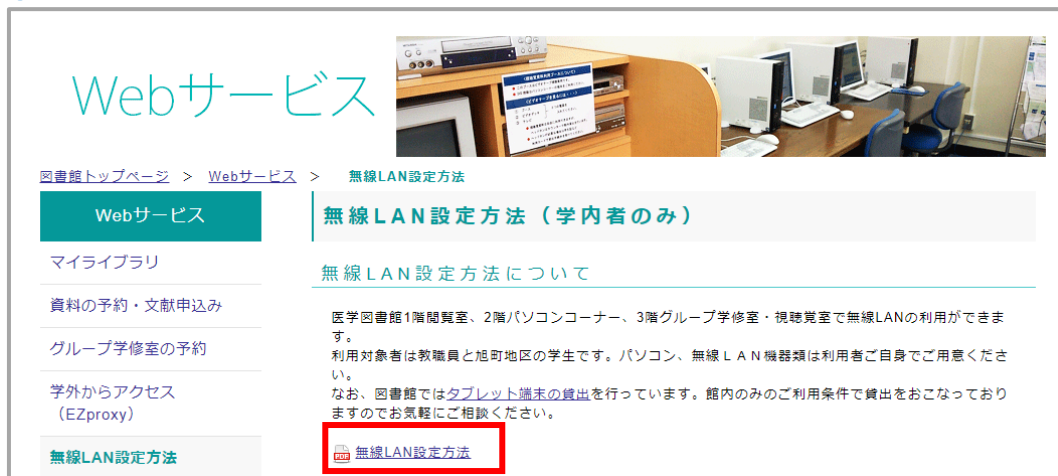 Webサービス
図書館トップページ > Webサービス > 無線LAN設定方法
Webサービス
マイライブラリ
資料の予約・文献申込み
グループ学修室の予約
学外からアクセス
（EZproxy）
無線LAN設定方法
無線LAN設定方法（学内者のみ）
無線LAN設定方法について
医学図書館1階閲覧室、2階パソコンコーナー、3階グループ学修室・視聴覚室で無線LANの利用ができま
す。
利用対象者は教職員と旭町地区の学生です。パソコン、無線ＬＡＮ機器類は利用者ご自身でご用意くださ
い。
なお、図書館ではタブレット端末の貸出を行っています。館内のみのご利用条件で貸出をおこなっており
ますのでお気軽にご相談ください。
無線LAN設定方法